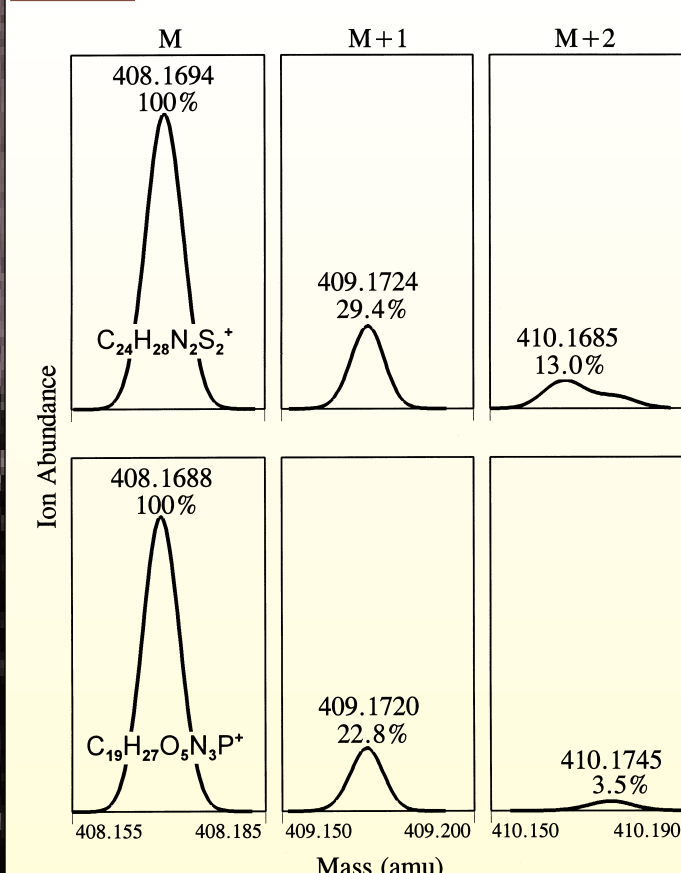 M
M+1
M+2
408.1694
100%
C₂₄H₂₈N₂S₂⁺
409.1724
29.4%
410.1685
13.0%
Ion Abundance
408.1688
100%
C₁₉H₂₇O₅N₃P⁺
409.1720
22.8%
410.1745
3.5%
408.155 408.185
409.150 409.200
410.150 410.190
Mass (amu)